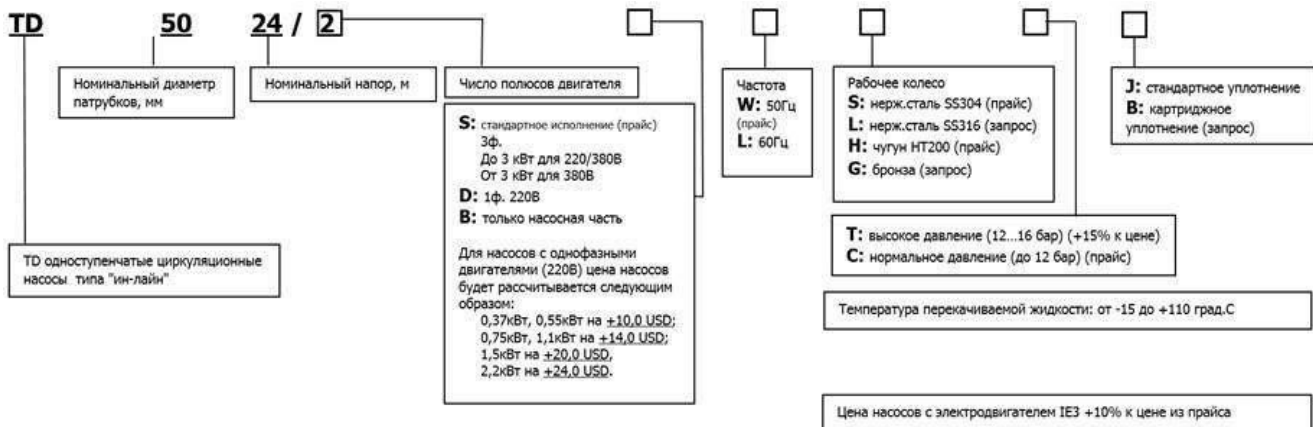 TD 50 24 / 2
Номинальный диаметр
патрубков, мм
Номинальный напор, м
Число полюсов двигателя
S: стандартное исполнение (прайс)
3ф.
До 3 кВт для 220/380В
От 3 кВт для 380В
D: 1ф. 220В
B: только насосная часть
Для насосов с однофазными
двигателями (220В) цена насосов
будет рассчитывается следующим
образом:
0,37кВт, 0,55кВт на +10,0 USD;
0,75кВт, 1,1кВт на +14,0 USD;
1,5кВт на +20,0 USD,
2,2кВт на +24,0 USD.
Частота
W: 50Гц
(прайс)
L: 60Гц
Рабочее колесо
S: нерж.сталь SS304 (прайс)
L: нерж.сталь SS316 (запрос)
H: чугун HT200 (прайс)
G: бронза (запрос)
J: стандартное уплотнение
B: картриджное
уплотнение (запрос)
T: высокое давление (12...16 бар) (+15% к цене)
C: нормальное давление (до 12 бар) (прайс)
TD одноступенчатые циркуляционные
насосы типа "ин-лайн"
Температура перекачиваемой жидкости: от -15 до +110 град.С
Цена насосов с электродвигателем IE3 +10% к цене из прайса